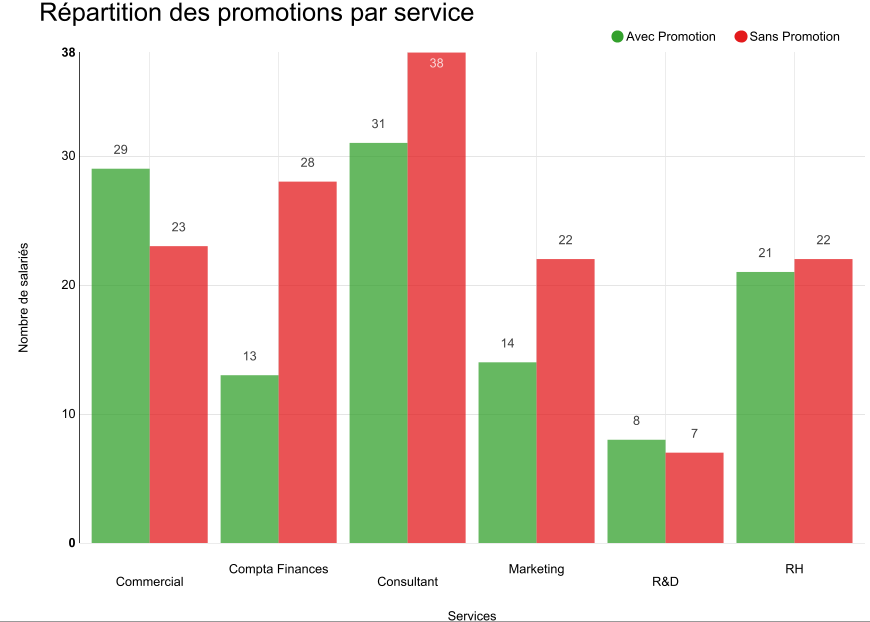 Répartition des promotions par service
Avec Promotion Sans Promotion
38
30
20
10
0
Nombre de salariés
29
23
13
28
31
38
14
22
8
7
21
22
Commercial
Compta Finances
Consultant
Marketing
R&D
RH
Services